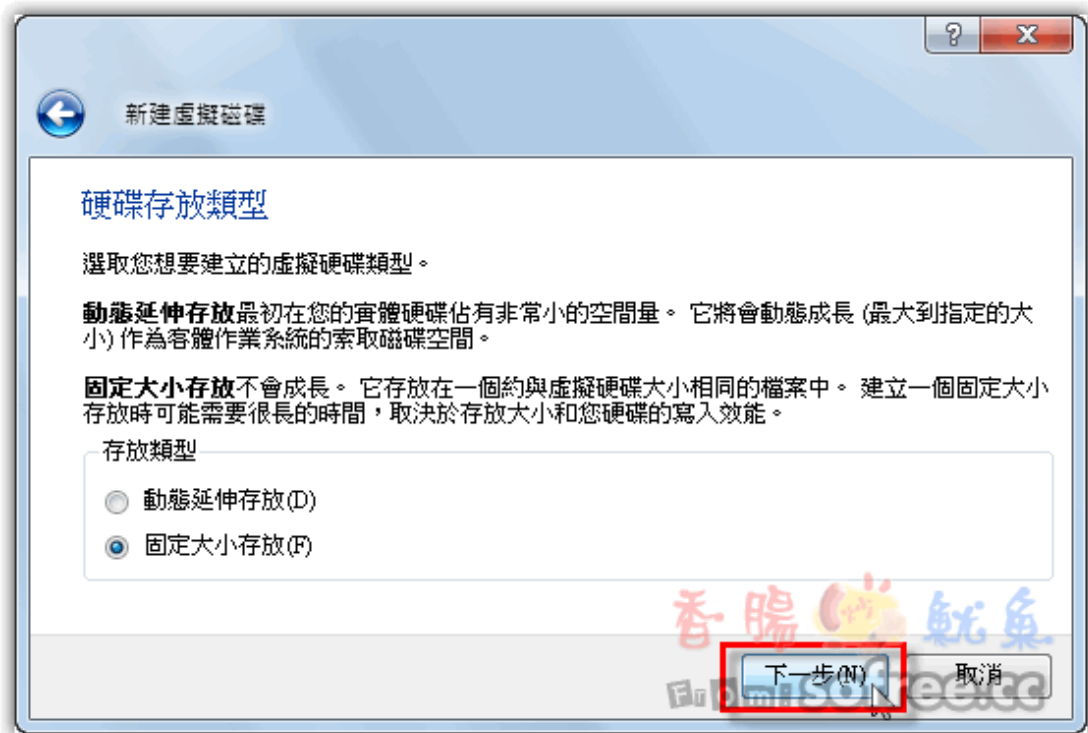 ?
X
新建虛擬磁碟
硬碟存放類型
選取您想要建立的虛擬硬碟類型。
動態延伸存放最初在您的實體硬碟佔有非常小的空間量。 它將會動態成長 (最大到指定的大
小) 作為客體作業系統的索取磁碟空間。
固定大小存放不會成長。 它存放在一個約與虛擬硬碟大小相同的檔案中。 建立一個固定大小
存放時可能需要很長的時間，取決於存放大小和您硬碟的寫入效能。
存放類型
動態延伸存放(D)
固定大小存放(F)
香腸炒魷魚
下一步(N)
取消
From:sofree.cc